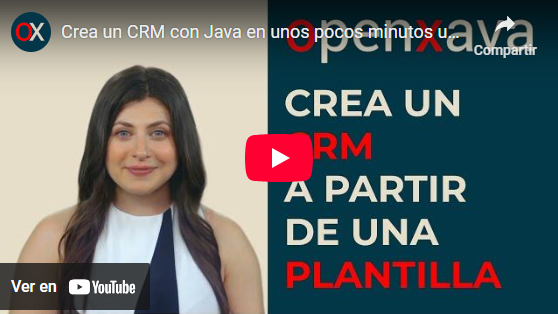 OX
Crea un CRM con Java en unos pocos minutos u...
openxava
Compartir
CREA UN
CRM
A PARTIR
DE UNA
PLANTILLA
Ver en YouTube